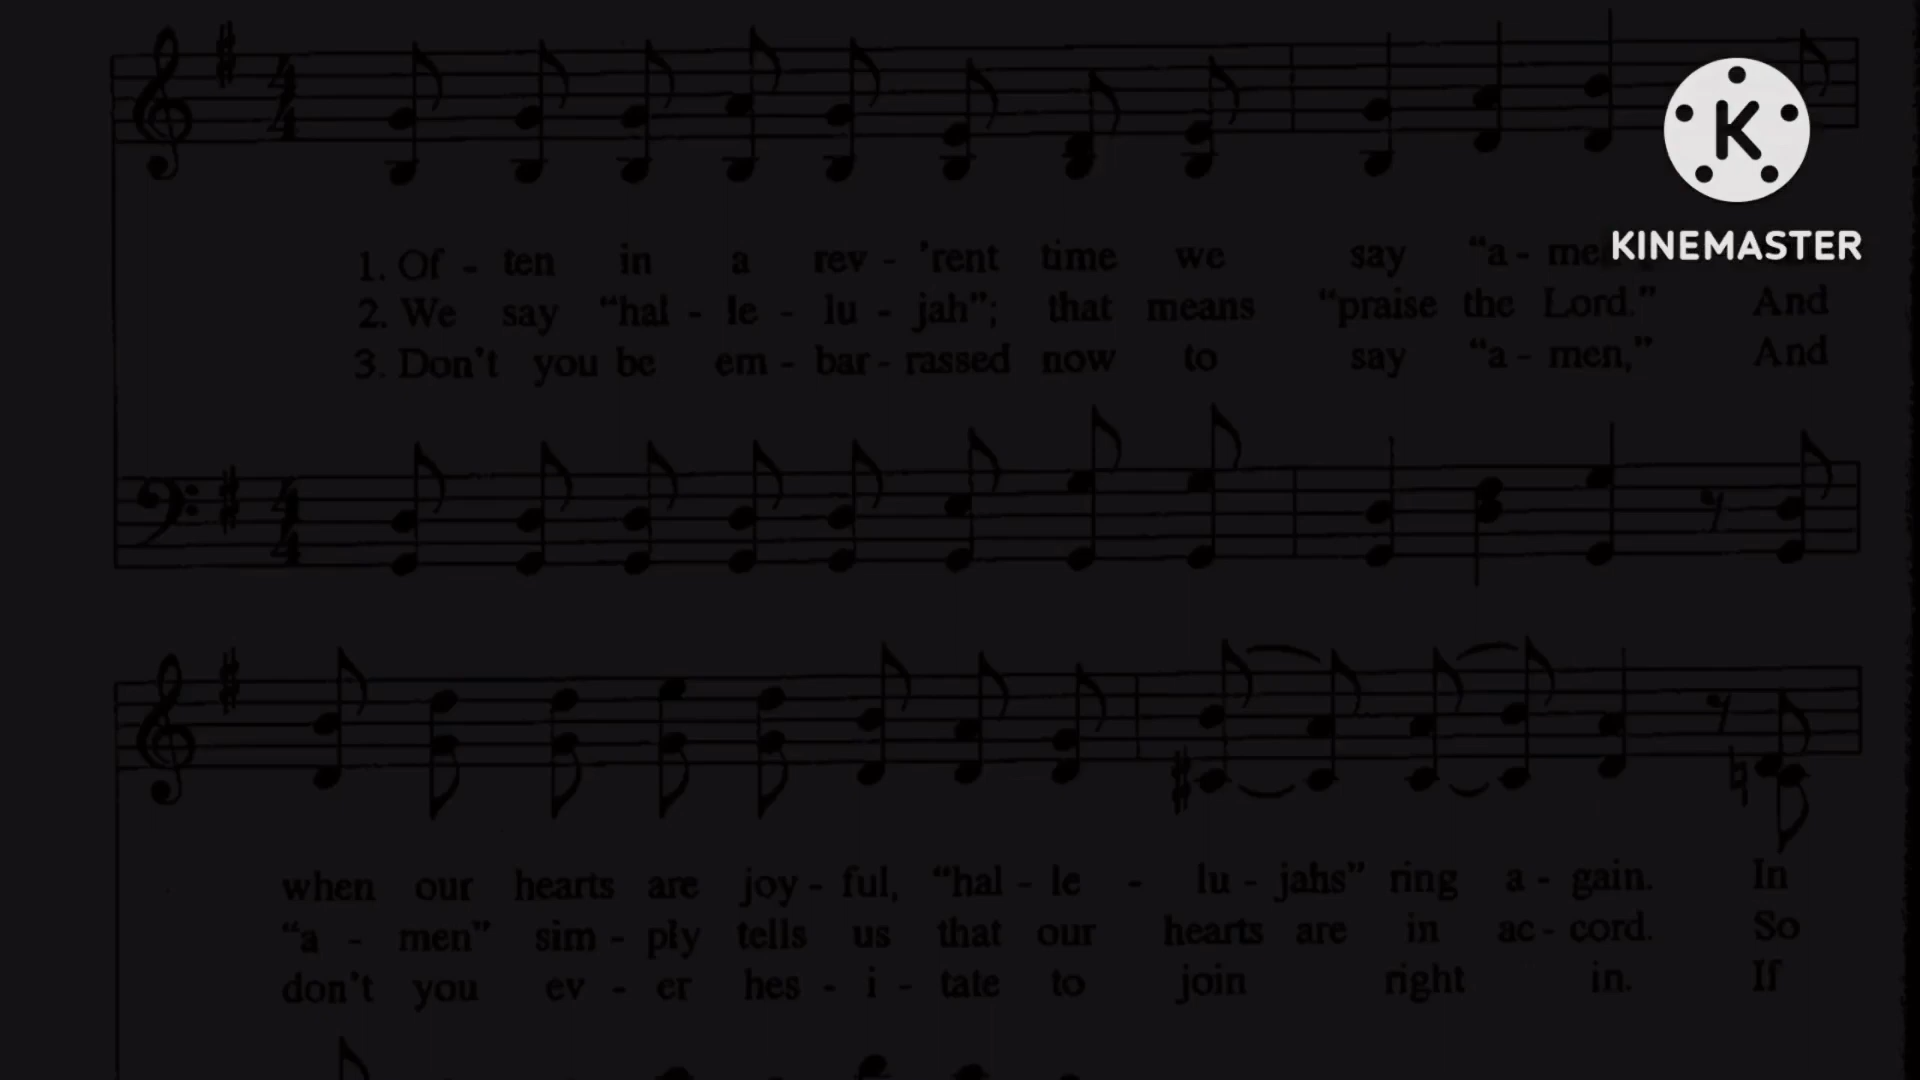 1. Of - ten in a rev - 'rent time we say "a - me
K
KINEMASTER
2. We say "hal - le - lu - jah"; that means "praise the Lord." And
3. Don't you be em - bar - rassed now to say "a - men," And
when our hearts are joy - ful, "hal - le - lu - jahs" ring a - gain. In
"a - men" sim - ply tells us that our hearts are in ac - cord. So
don't you ev - er hes - i - tate to join right in. If